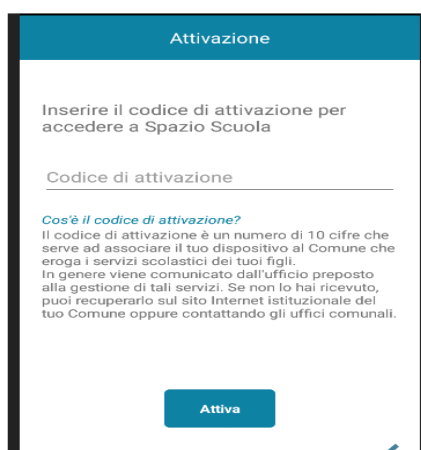 Attivazione
Inserire il codice di attivazione per
accedere a Spazio Scuola
Codice di attivazione
Cos'è il codice di attivazione?
Il codice di attivazione è un numero di 10 cifre che
serve ad associare il tuo dispositivo al Comune che
eroga i servizi scolastici dei tuoi figli.
In genere viene comunicato dall'ufficio preposto
alla gestione di tali servizi. Se non lo hai ricevuto,
puoi recuperarlo sul sito Internet istituzionale del
tuo Comune oppure contattando gli uffici comunali.
Attiva